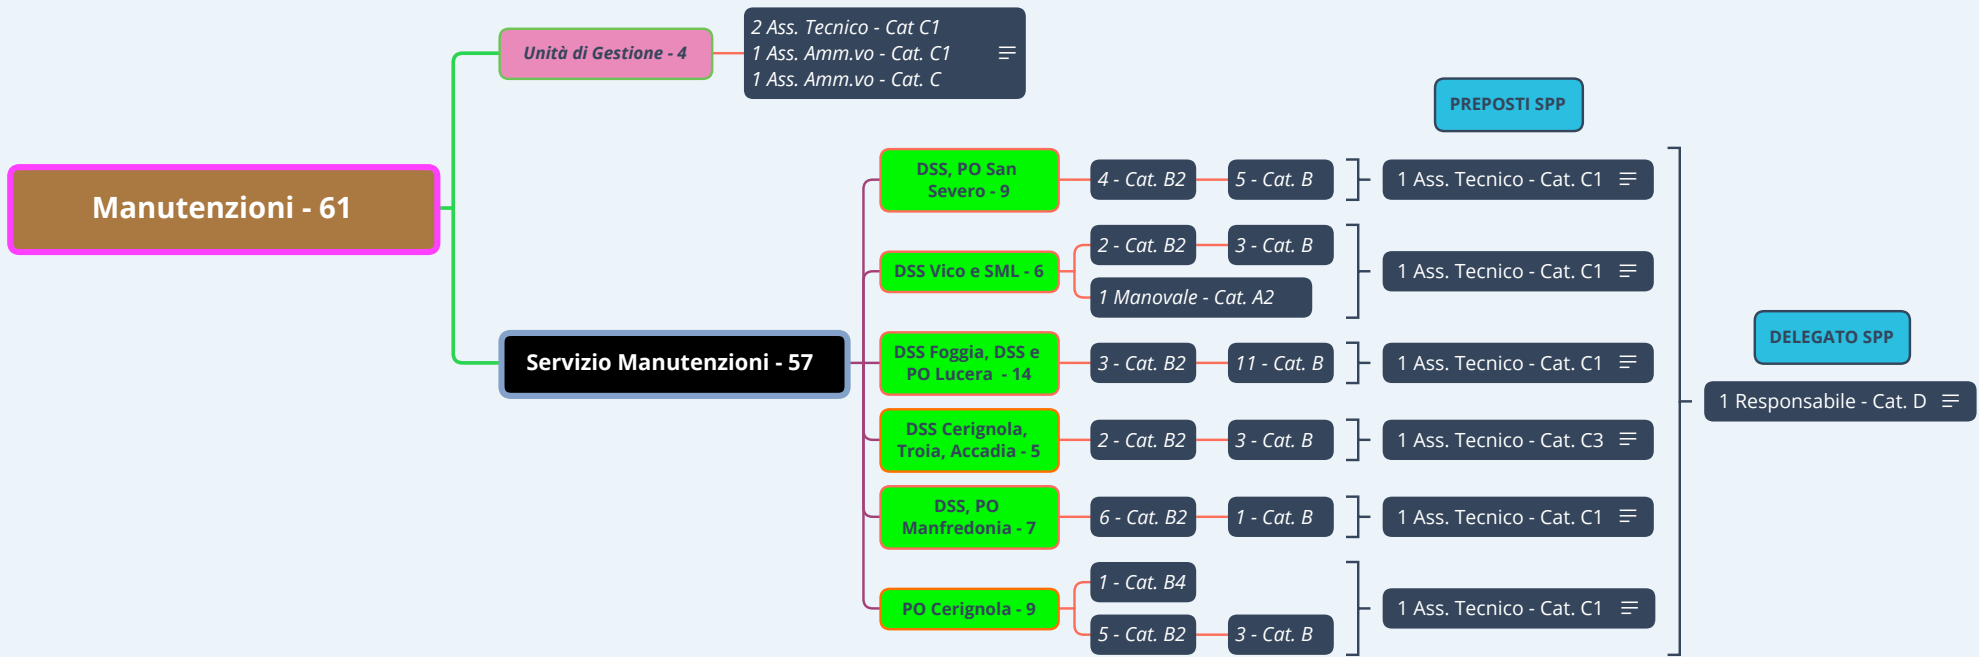 Manutenzioni - 61
Unità di Gestione - 4
2 Ass. Tecnico - Cat C1
1 Ass. Amm.vo - Cat. C1
1 Ass. Amm.vo - Cat. C
Servizio Manutenzioni - 57
PREPOSTI SPP
DSS, PO San
Severo - 9
4 - Cat. B2
5 - Cat. B
1 Ass. Tecnico - Cat. C1
DSS Vico e SML - 6
2 - Cat. B2
3 - Cat. B
1 Manovale - Cat. A2
1 Ass. Tecnico - Cat. C1
DSS Foggia, DSS e
PO Lucera - 14
3 - Cat. B2
11 - Cat. B
1 Ass. Tecnico - Cat. C1
DSS Cerignola,
Troia, Accadia - 5
2 - Cat. B2
3 - Cat. B
1 Ass. Tecnico - Cat. C3
DSS, PO
Manfredonia - 7
6 - Cat. B2
1 - Cat. B
1 Ass. Tecnico - Cat. C1
PO Cerignola - 9
1 - Cat. B4
5 - Cat. B2
3 - Cat. B
1 Ass. Tecnico - Cat. C1
DELEGATO SPP
1 Responsabile - Cat. D